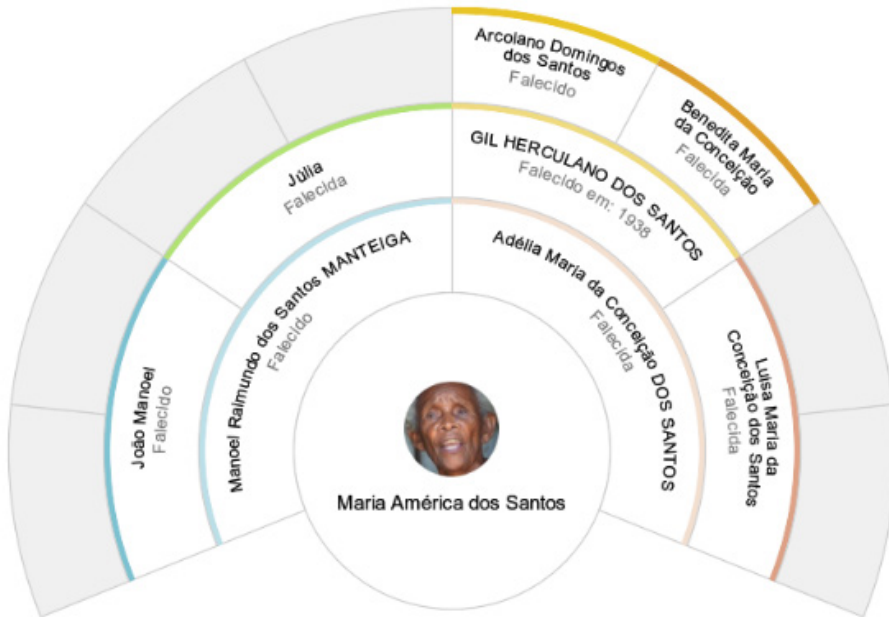 Arcolano Domingos
dos Santos
Falecido
Benedita Maria
da Conceição
Falecida
Júlia
Falecida
GIL HERCULANO DOS SANTOS
Falecido em: 1938
João Manoel
Falecido
Manoel Raimundo dos Santos MANTEIGA
Falecido
Adélia Maria da Conceição DOS SANTOS
Falecida
Luisa Maria da
Conceição dos Santos
Falecida
Maria América dos Santos